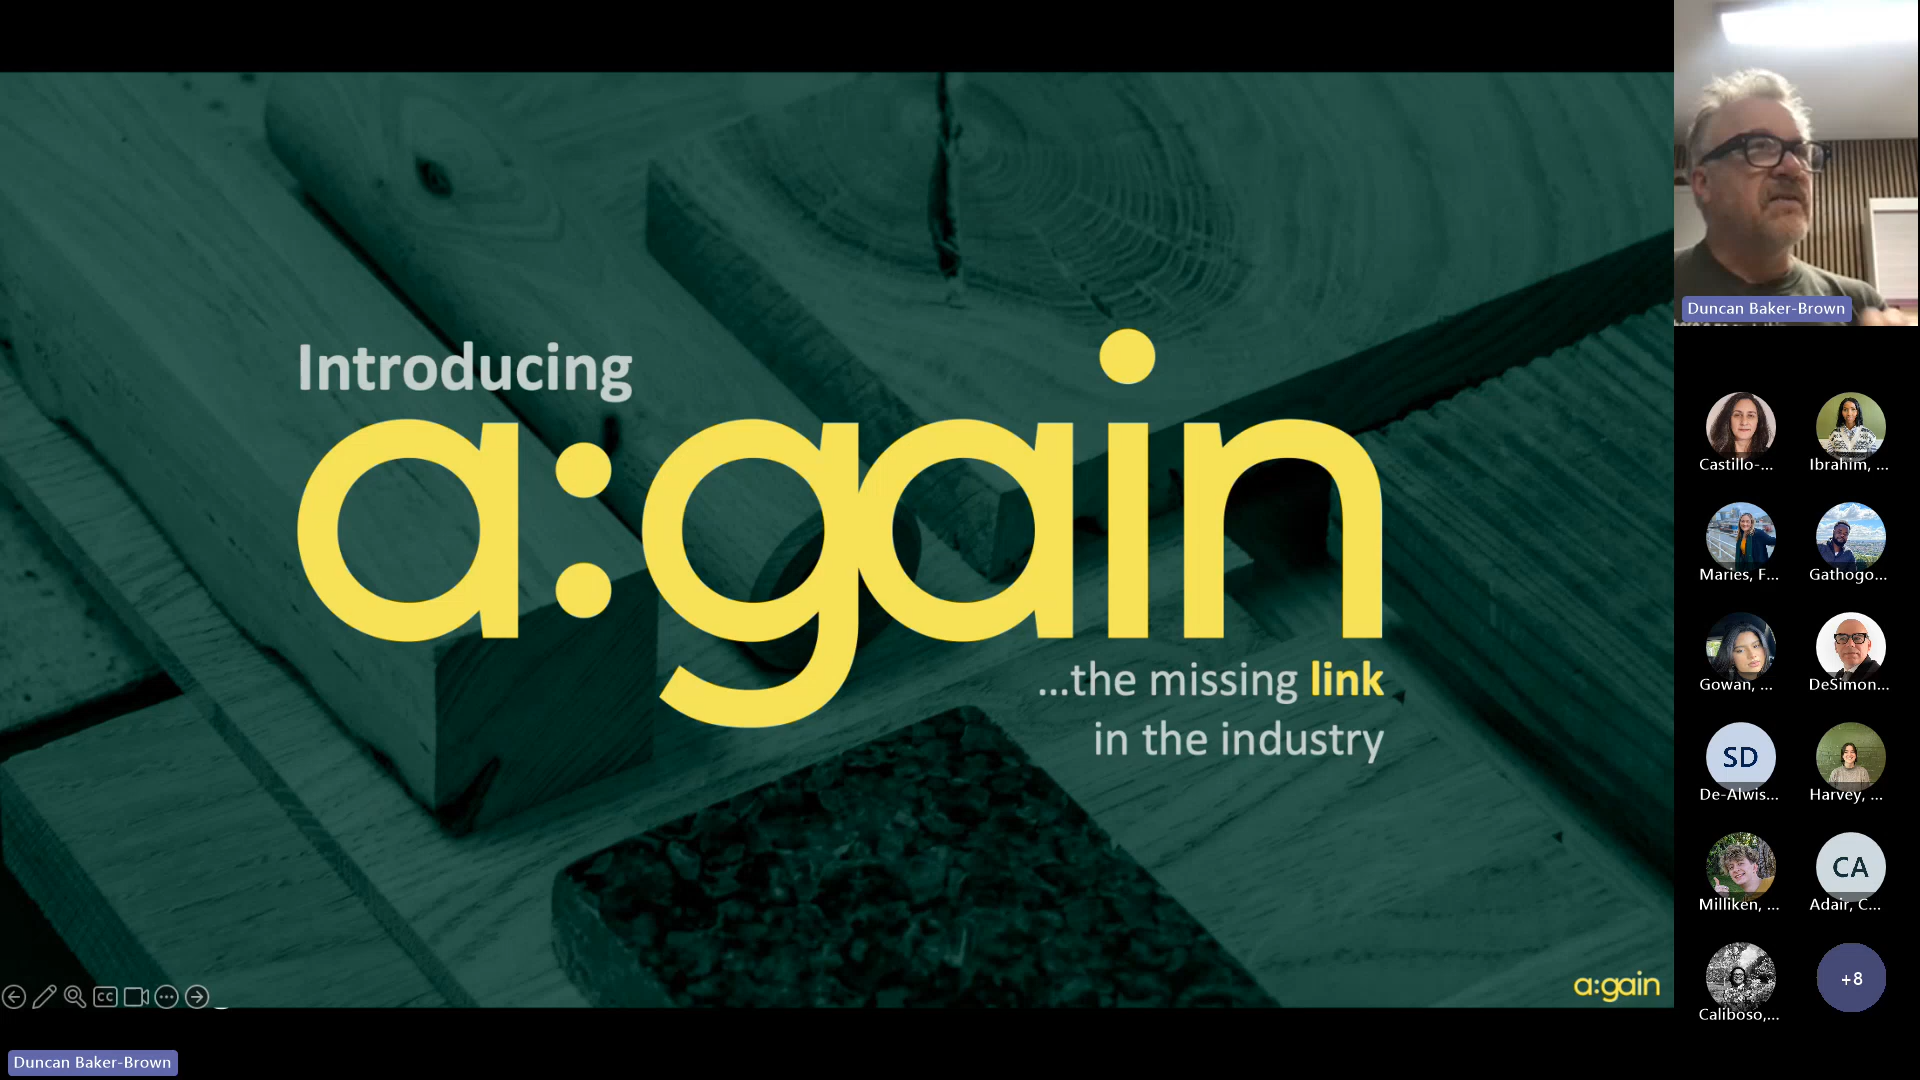 Introducing
a:gain
...the missing link
in the industry
a:gain
CC
Duncan Baker-Brown
Duncan Baker-Brown
Castillo-...
Ibrahim, ...
Maries, F...
Gathogo...
Gowan, ...
DeSimon...
SD
De-Alwis...
Harvey, ...
Milliken, ...
CA
Adair, C...
Caliboso,...
+8